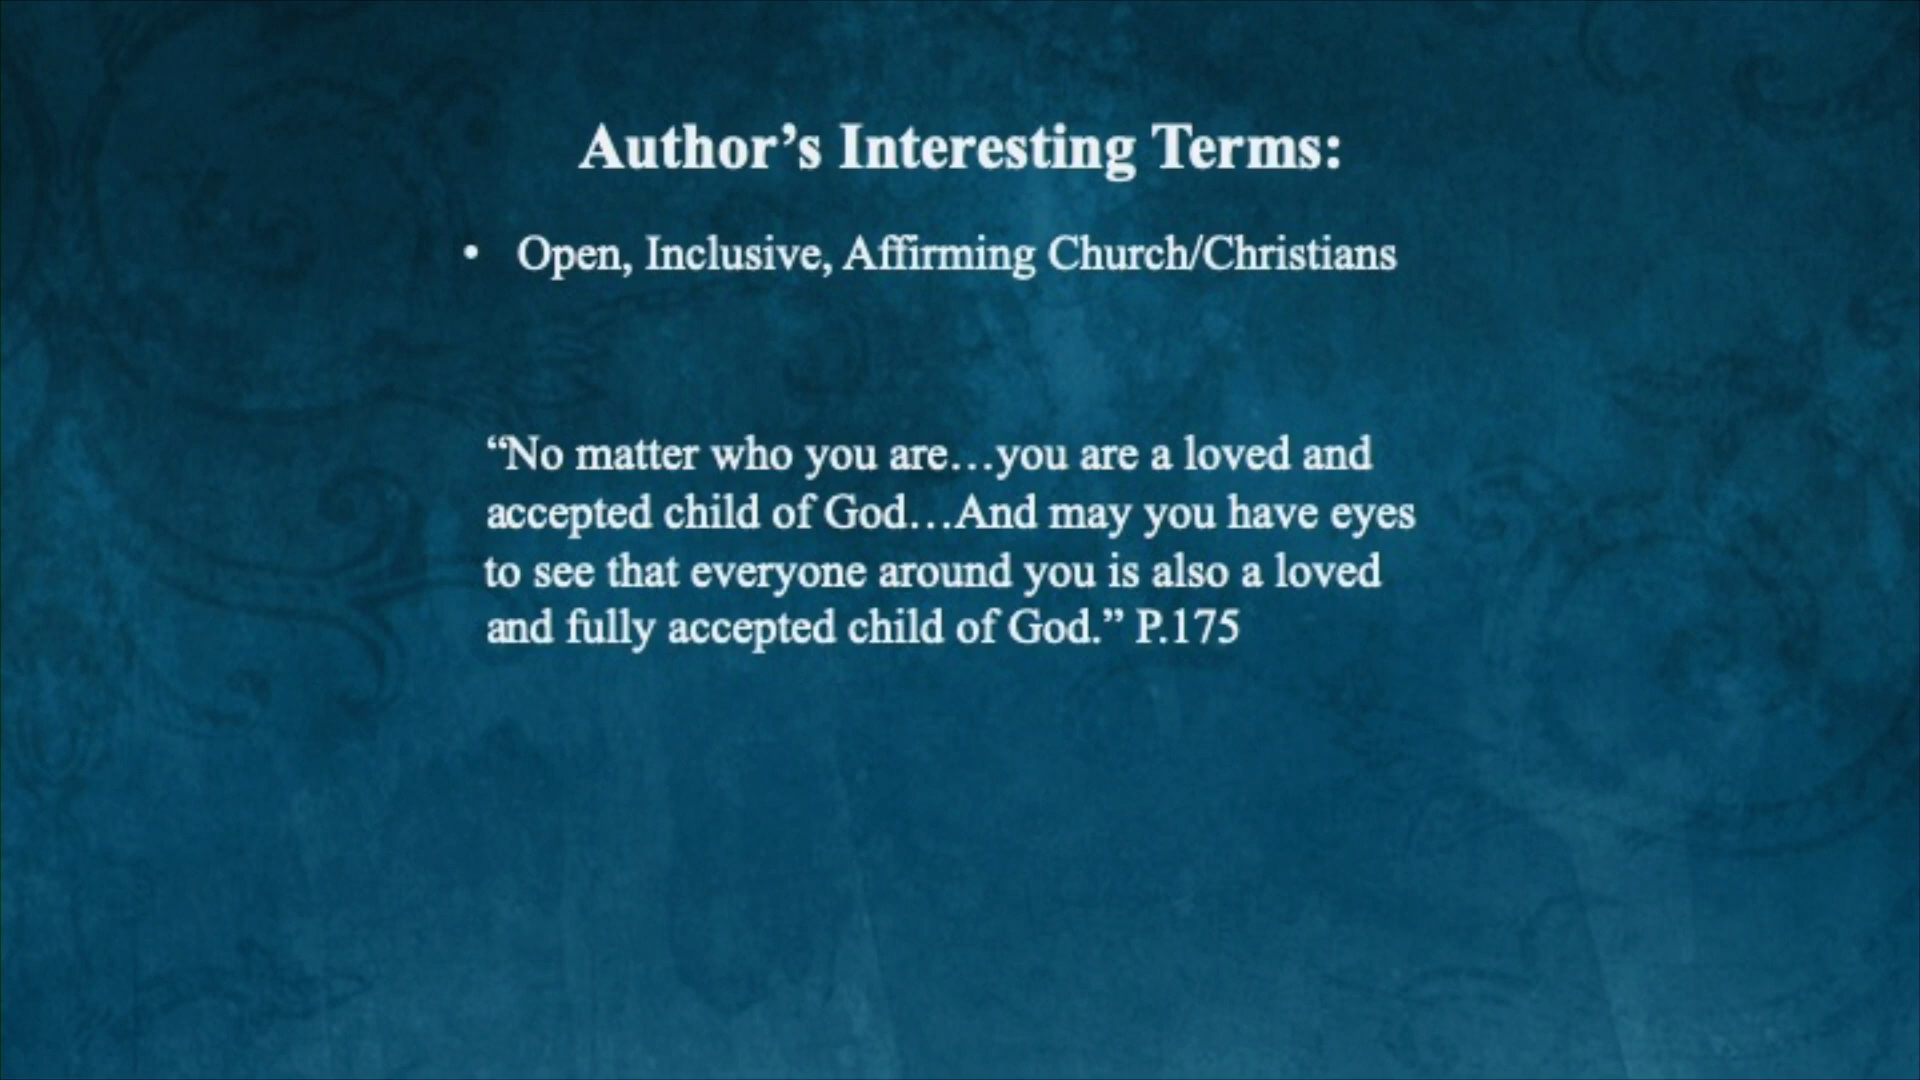 Author’s Interesting Terms:
• Open, Inclusive, Affirming Church/Christians
“No matter who you are…you are a loved and
accepted child of God…And may you have eyes
to see that everyone around you is also a loved
and fully accepted child of God.” P.175